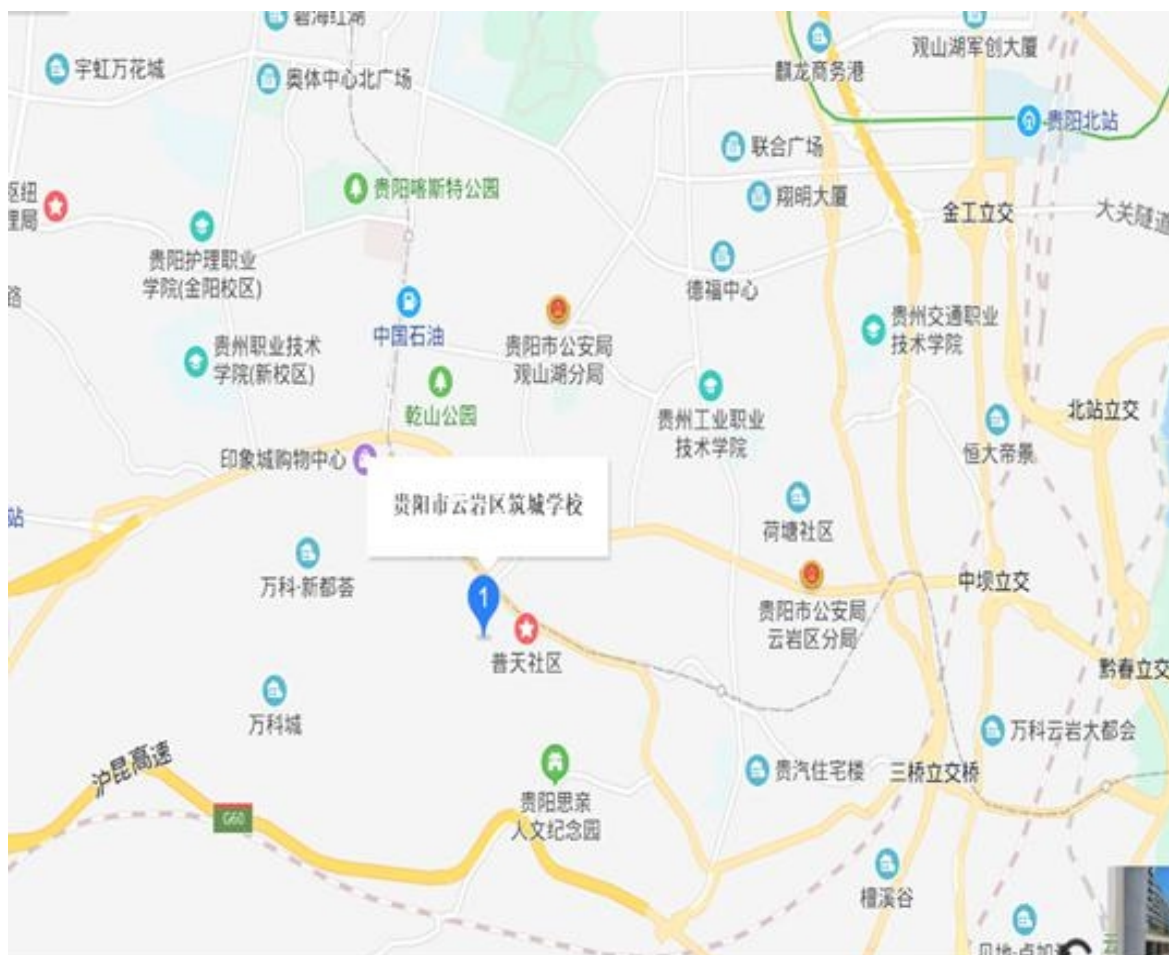 碧海红湖
观山湖军创大厦
宇虹万花城
奥体中心北广场
麒龙商务港
贵阳北站
联合广场
贵阳喀斯特公园
翔明大厦
枢纽
理局
金工立交
大关隧道
贵阳护理职业
学院(金阳校区)
德福中心
路
中国石油
贵阳市公安局
观山湖分局
贵州交通职业
技术学院
贵州职业技术
学院(新校区)
乾山公园
贵州工业职业
技术学院
北站立交
印象城购物中心
恒大帝景
贵阳市云岩区筑城学校
站
荷塘社区
万科·新都荟
1
中坝立交
贵阳市公安局
云岩区分局
普天社区
黔春立交
万科城
万科云岩大都会
沪昆高速
贵汽住宅楼
三桥立交桥
贵阳思亲
人文纪念园
G60
檀溪谷